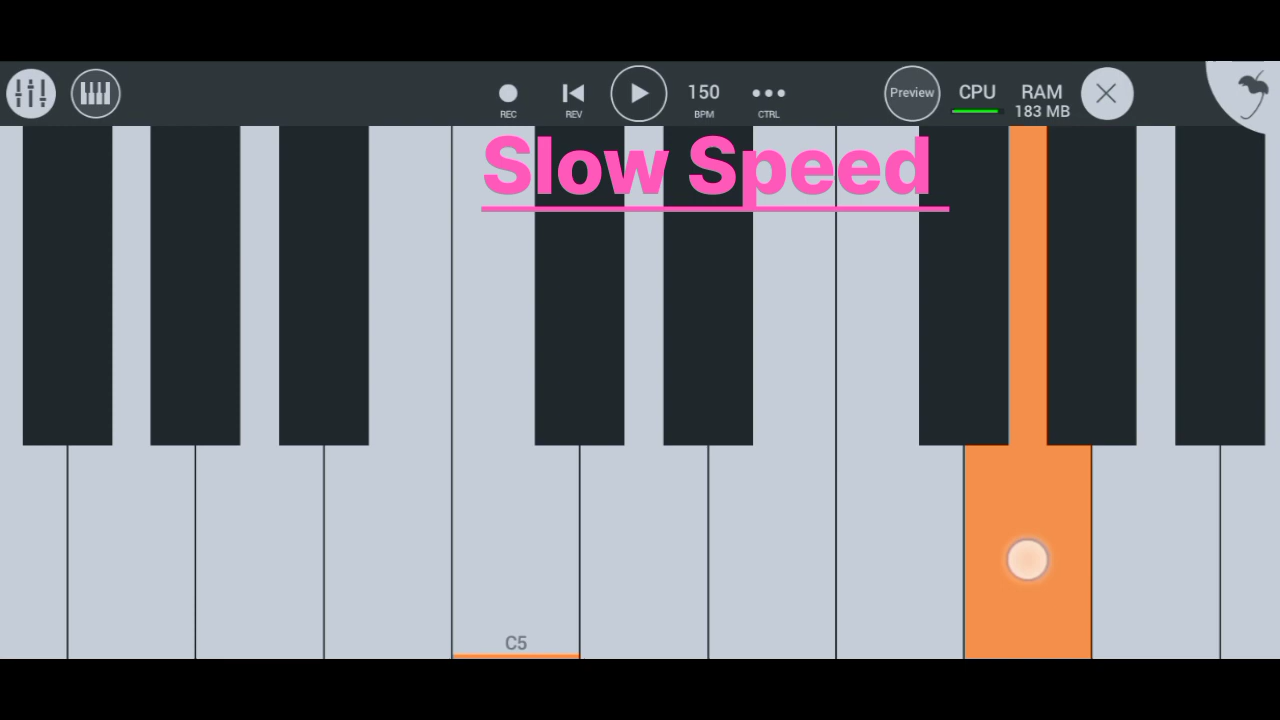 Preview
CPU
RAM
183 MB
150
REC
REV
BPM
CTRL
Slow Speed
C5